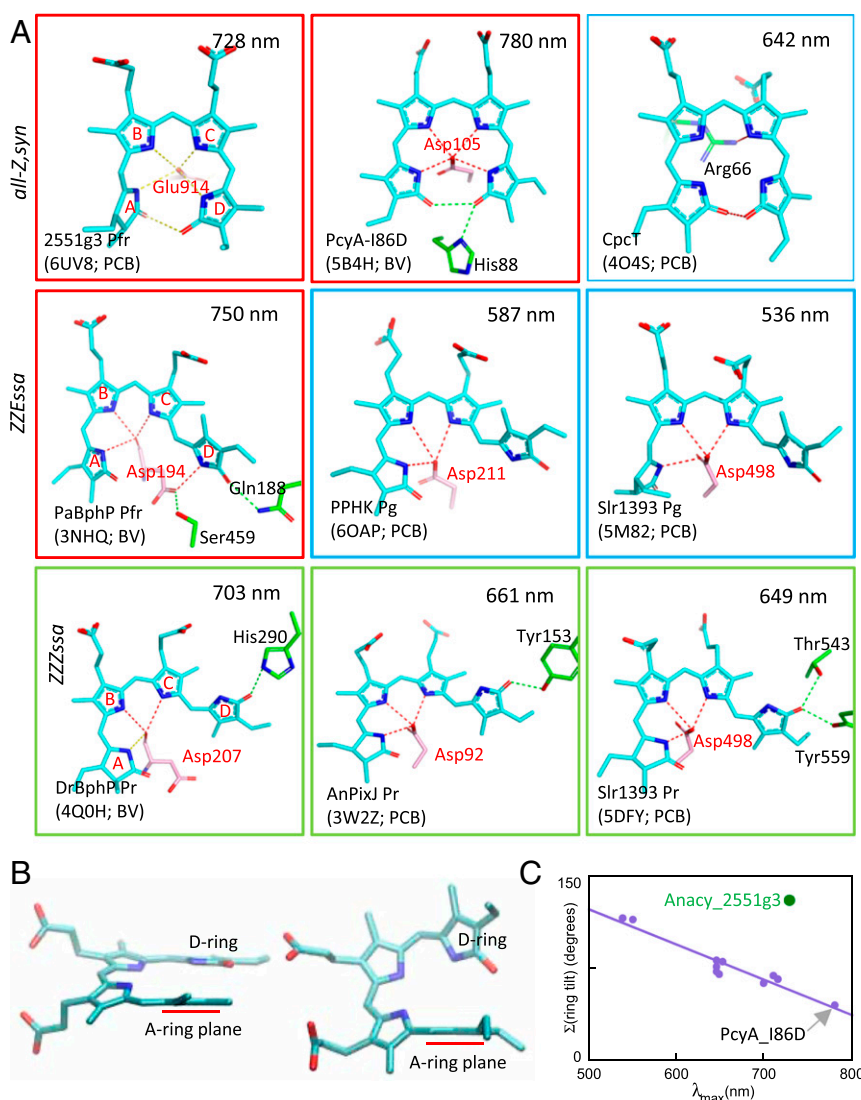 A
all-Z,syn
728 nm
B
C
Glu914
A
D
2551g3 Pfr
(6UV8; PCB)
780 nm
Asp105
PcyA-I86D
(5B4H; BV)
His88
642 nm
Arg66
CpcT
(4O4S; PCB)
ZZEssa
750 nm
B
C
A
D
Asp194
Gln188
PaBphP Pfr
(3NHQ; BV)
Ser459
587 nm
Asp211
PPHK Pg
(6OAP; PCB)
536 nm
Asp498
Slr1393 Pg
(5M82; PCB)
ZZZssa
703 nm
His290
B
C
D
A
Asp207
DrBphP Pr
(4Q0H; BV)
661 nm
Tyr153
Asp92
AnPixJ Pr
(3W2Z; PCB)
649 nm
Thr543
Asp498
Tyr559
Slr1393 Pr
(5DFY; PCB)
B
D-ring
A-ring plane
D-ring
A-ring plane
C
Σ(ring tilt) (degrees)
150
0
Anacy_2551g3
PcyA_I86D
500
600
700
800
λmax(nm)